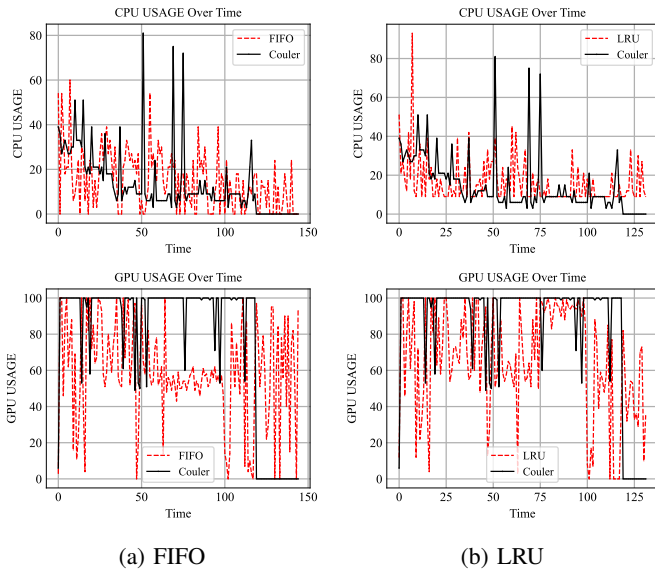 CPU USAGE Over Time
CPU USAGE
80
60
40
20
0
FIFO
Couler
0
50
100
150
Time
CPU USAGE Over Time
CPU USAGE
80
60
40
20
0
LRU
Couler
0
25
50
75
100
125
Time
GPU USAGE Over Time
GPU USAGE
100
80
60
40
20
0
FIFO
Couler
0
50
100
150
Time
GPU USAGE Over Time
GPU USAGE
100
80
60
40
20
0
LRU
Couler
0
25
50
75
100
125
Time
(a) FIFO
(b) LRU